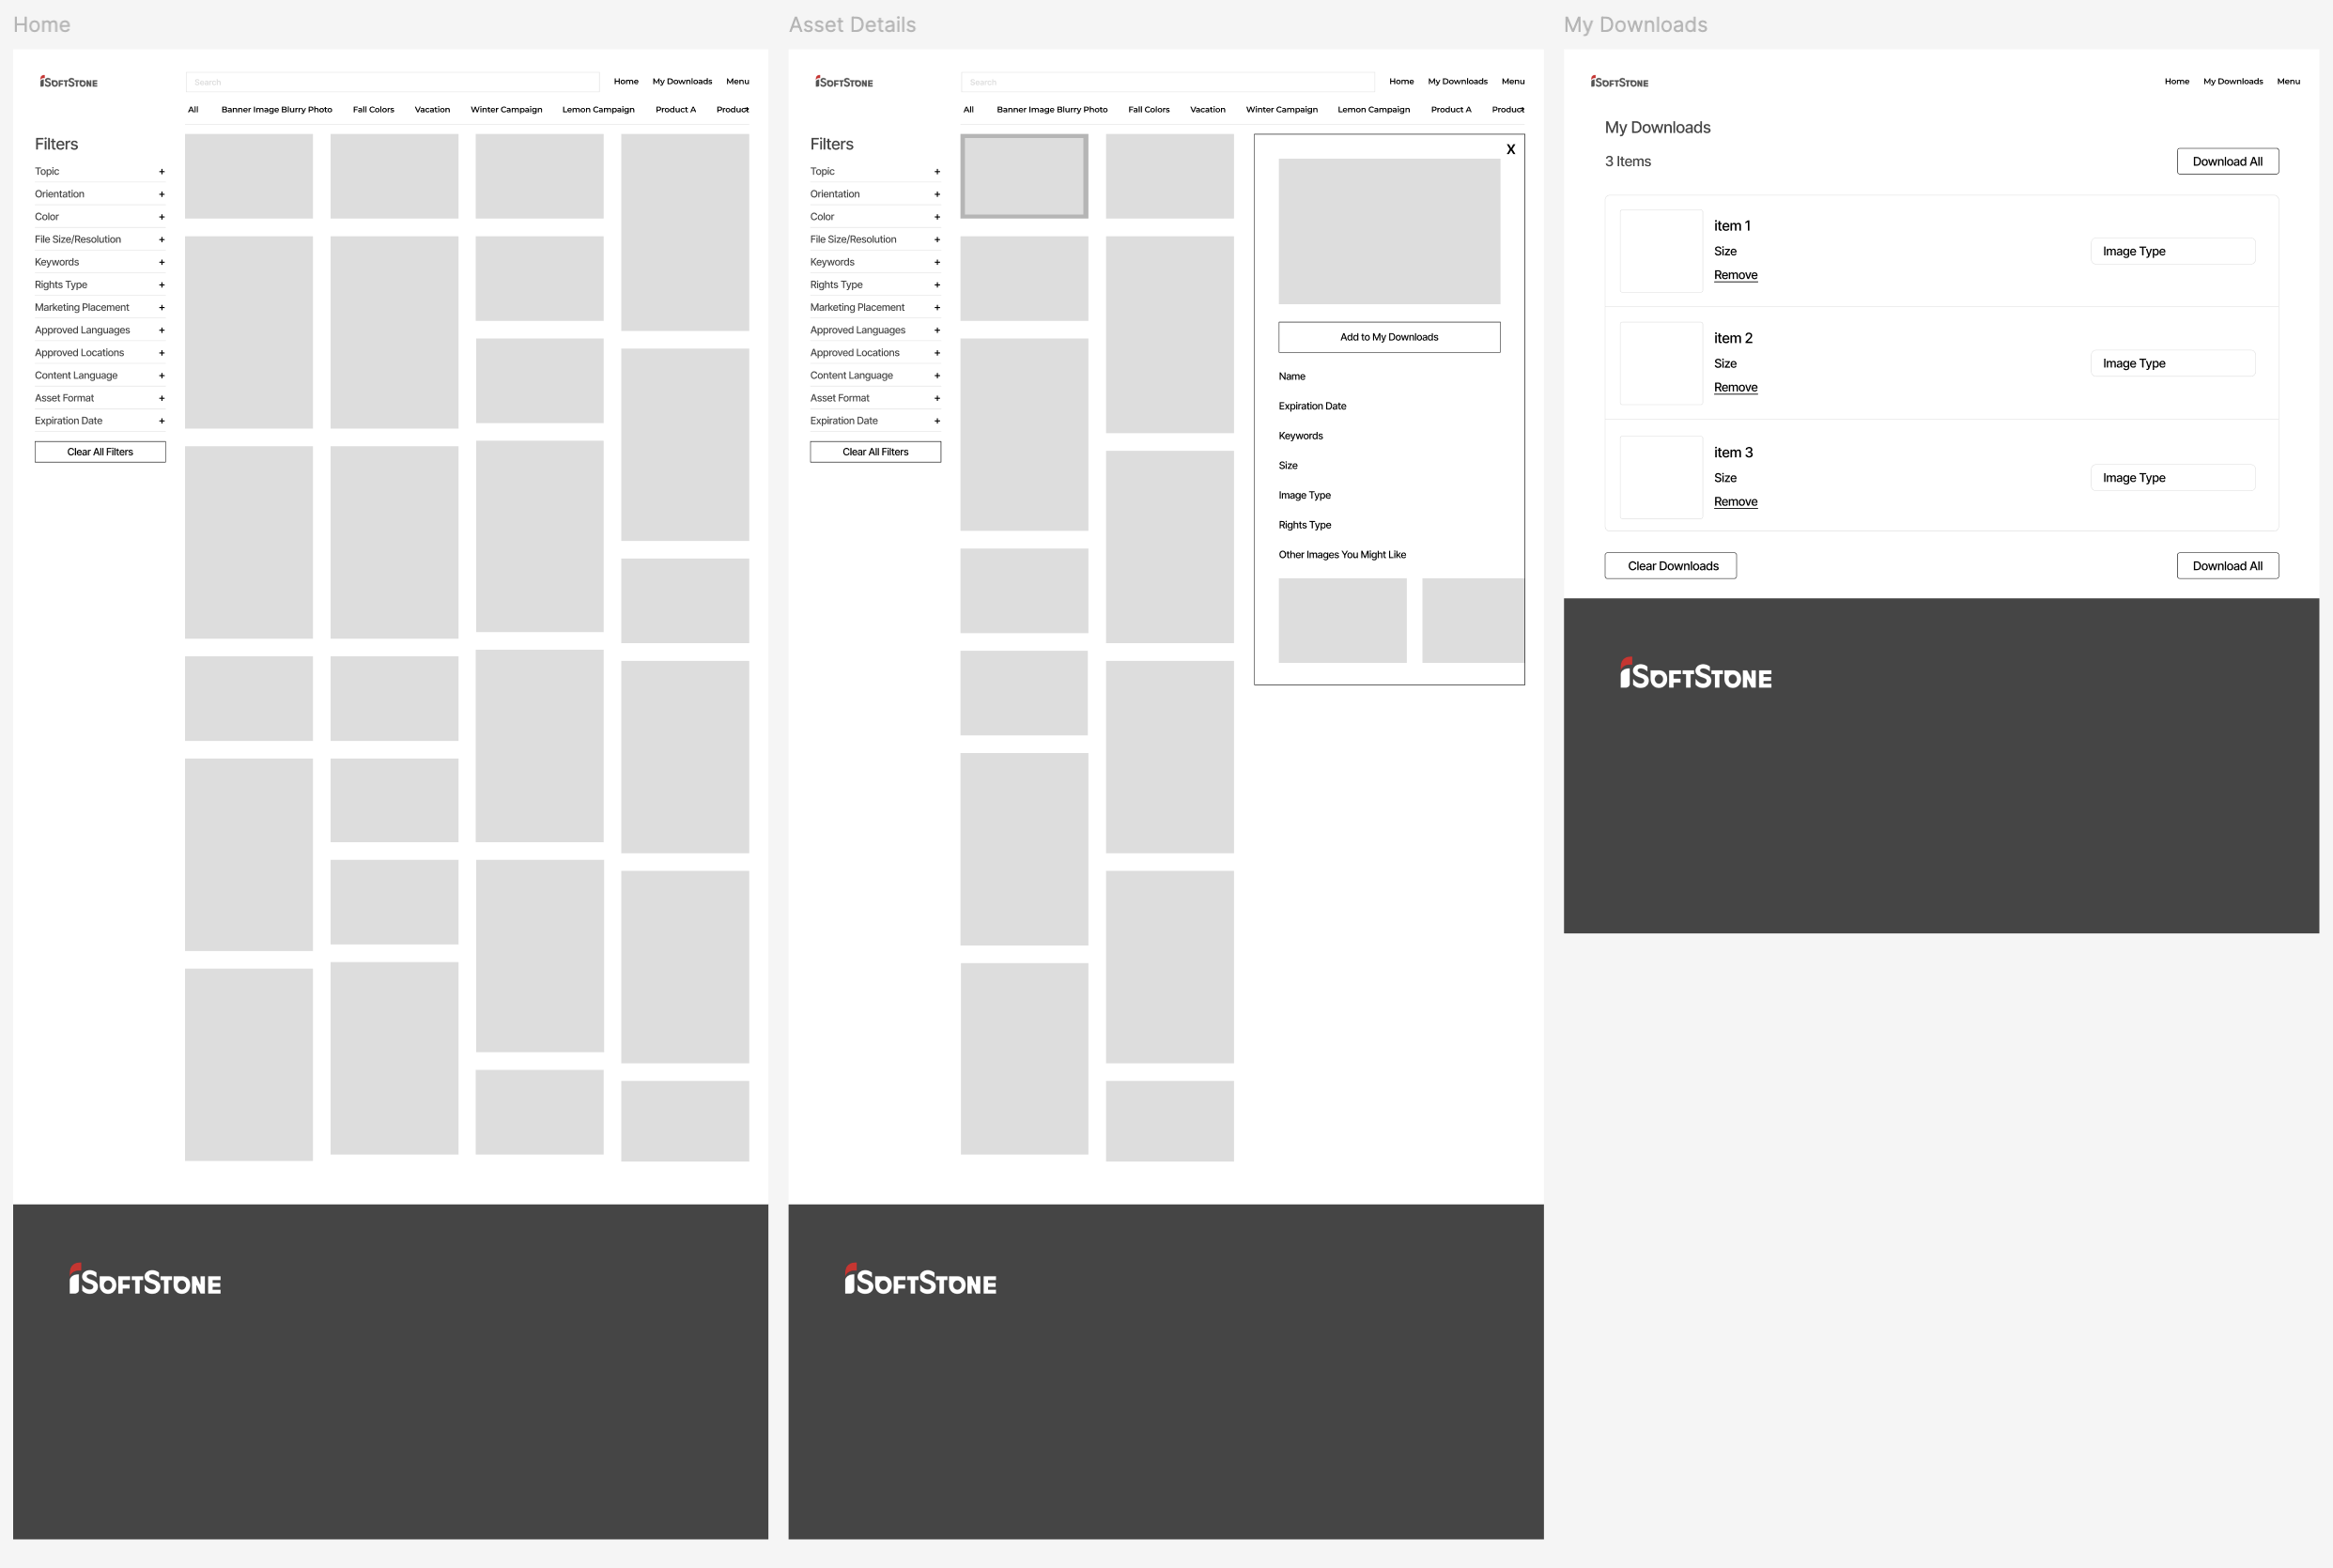 Home
iSoftStone
Search
Home
My Downloads
Menu
All
Banner Image Blurry Photo
Fall Colors
Vacation
Winter Campaign
Lemon Campaign
Product A
Product
Filters
Topic +
Orientation +
Color +
File Size/Resolution +
Keywords +
Rights Type +
Marketing Placement +
Approved Languages +
Approved Locations +
Content Language +
Asset Format +
Expiration Date +
Clear All Filters
iSoftStone
Asset Details
iSoftStone
Search
Home
My Downloads
Menu
All
Banner Image Blurry Photo
Fall Colors
Vacation
Winter Campaign
Lemon Campaign
Product A
Product
Filters
Topic +
Orientation +
Color +
File Size/Resolution +
Keywords +
Rights Type +
Marketing Placement +
Approved Languages +
Approved Locations +
Content Language +
Asset Format +
Expiration Date +
Clear All Filters
X
Add to My Downloads
Name
Expiration Date
Keywords
Size
Image Type
Rights Type
Other Images You Might Like
iSoftStone
My Downloads
iSoftStone
Home
My Downloads
Menu
My Downloads
3 Items
Download All
item 1
Size
Remove
Image Type
item 2
Size
Remove
Image Type
item 3
Size
Remove
Image Type
Clear Downloads
Download All
iSoftStone